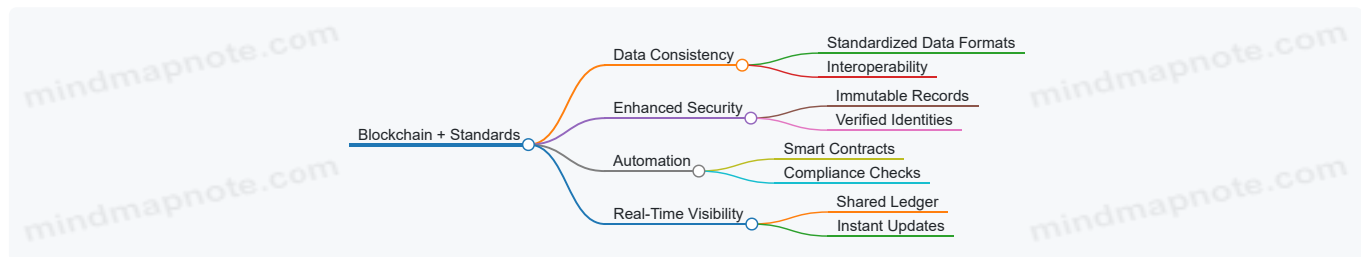 mindmapnote.com
mindmapnote.com
Blockchain + Standards
Data Consistency
Standardized Data Formats
Interoperability
Enhanced Security
Immutable Records
Verified Identities
Automation
Smart Contracts
Compliance Checks
Real-Time Visibility
Shared Ledger
Instant Updates
mindmapnote.com
mindmapnote.com